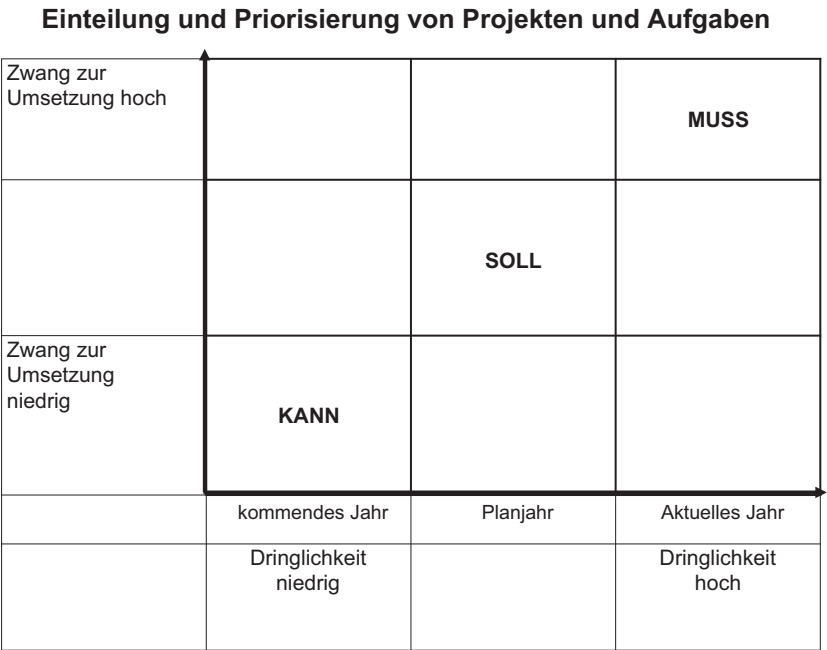 Einteilung und Priorisierung von Projekten und Aufgaben
Zwang zur
Umsetzung hoch
MUSS
SOLL
Zwang zur
Umsetzung
niedrig
KANN
kommendes Jahr
Planjahr
Aktuelles Jahr
Dringlichkeit
niedrig
Dringlichkeit
hoch